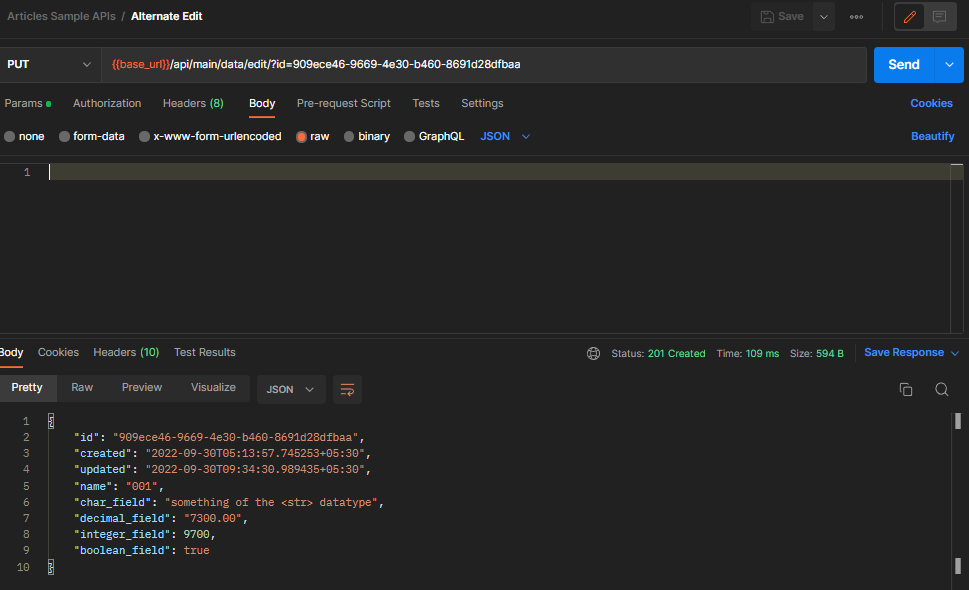 Articles Sample APIs / Alternate Edit
Save
PUT
{{base_url}}/api/main/data/edit/?id=909ece46-9669-4e30-b460-8691d28dfbaa
Send
Params Authorization Headers (8) Body Pre-request Script Tests Settings Cookies
none form-data x-www-form-urlencoded raw binary GraphQL JSON Beautify
1
Body Cookies Headers (10) Test Results Status: 201 Created Time: 109 ms Size: 594 B Save Response
Pretty Raw Preview Visualize JSON
1 {
2 "id": "909ece46-9669-4e30-b460-8691d28dfbaa",
3 "created": "2022-09-30T05:13:57.745253+05:30",
4 "updated": "2022-09-30T09:34:30.989435+05:30",
5 "name": "001",
6 "char_field": "something of the <str> datatype",
7 "decimal_field": "7300.00",
8 "integer_field": 9700,
9 "boolean_field": true
10 }